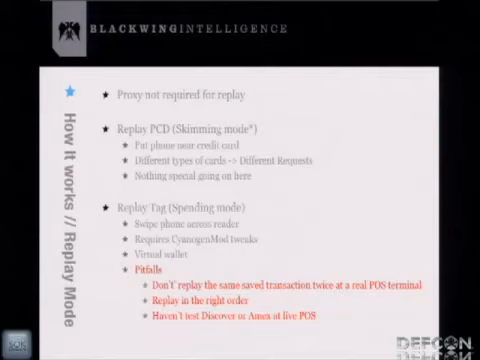 BLACKWINGINTELLIGENCE
How It works // Replay Mode
Proxy not required for replay
Replay PCD (Skimming mode*)
Put phone near credit card
Different types of cards -> Different Requests
Nothing special going on here
Replay Tag (Spending mode)
Swipe phone across reader
Requires CyanogenMod tweaks
Virtual wallet
Pitfalls
Don't replay the same saved transaction twice at a real POS terminal
Replay in the right order
Haven't test Discover or Amex at live POS
DEFCON